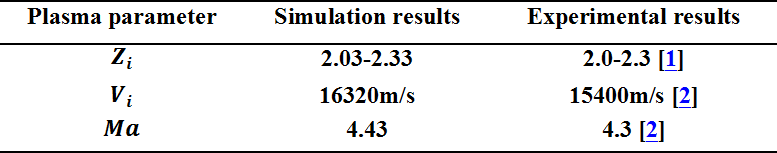 Plasma parameter Simulation results Experimental results
Zi 2.03-2.33 2.0-2.3 [1]
Vi 16320m/s 15400m/s [2]
Ma 4.43 4.3 [2]